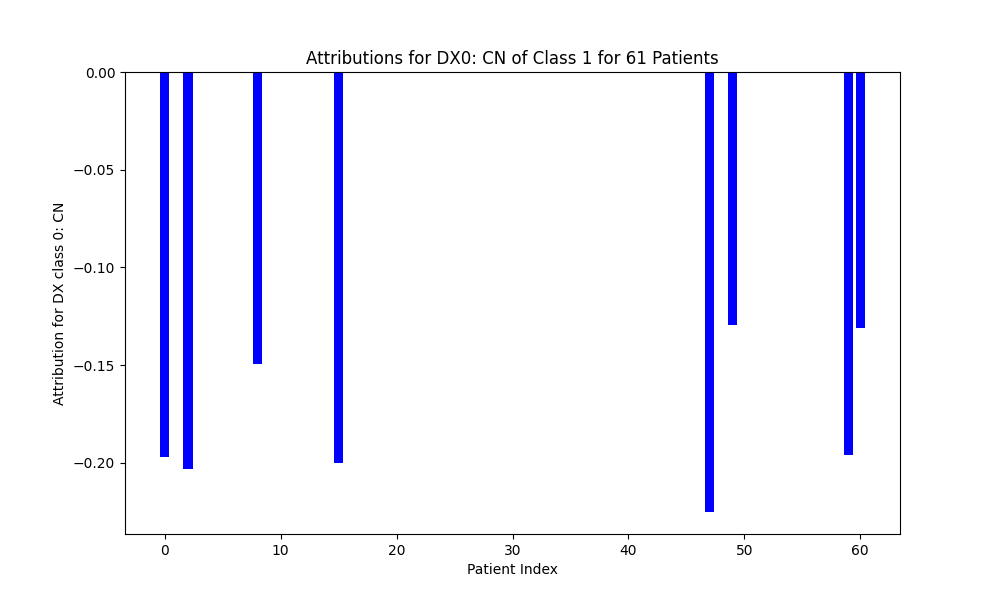 Attributions for DX0: CN of Class 1 for 61 Patients
0.00
−0.05
−0.10
−0.15
−0.20
Attribution for DX class 0: CN
0 10 20 30 40 50 60
Patient Index